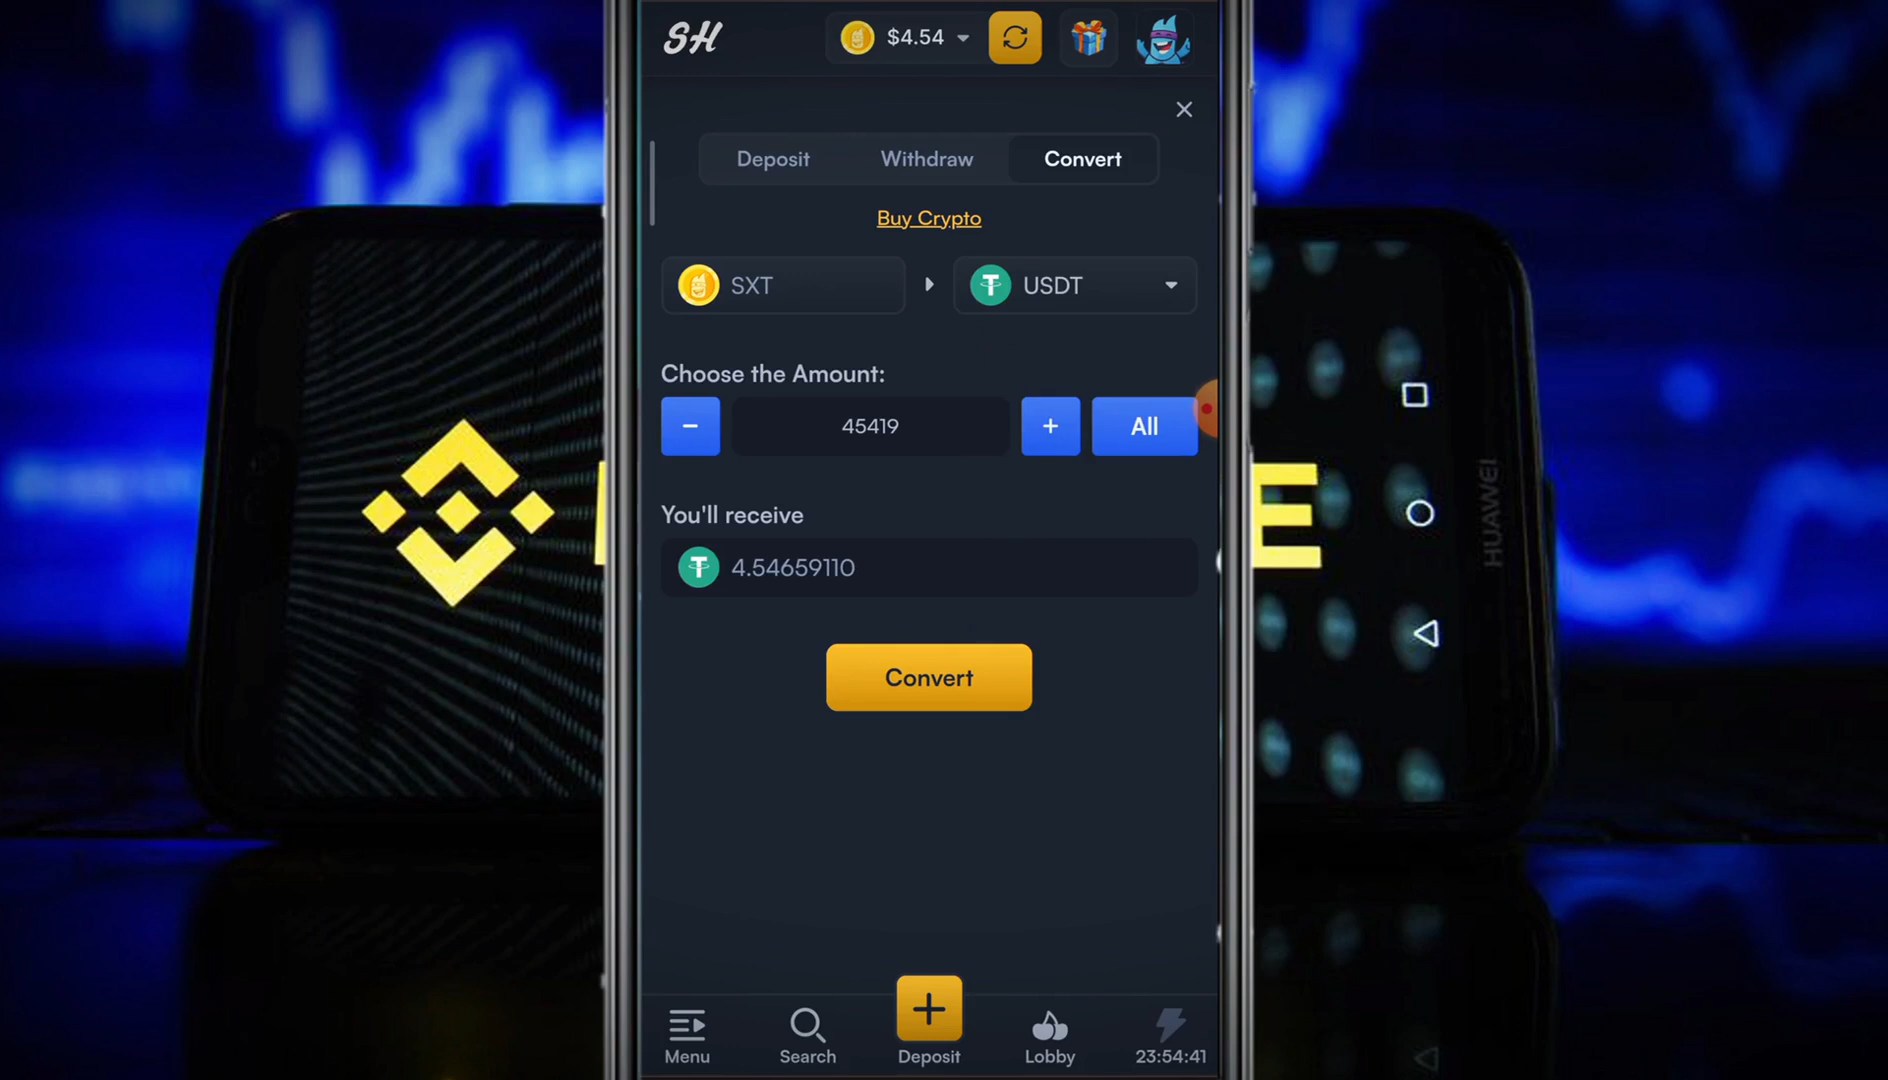 SH
$4.54
Deposit Withdraw Convert
Buy Crypto
SXT
USDT
Choose the Amount:
− 45419 + All
You'll receive
4.54659110
Convert
E
HUAWEI
Menu
Search
Deposit
Lobby
23:54:41